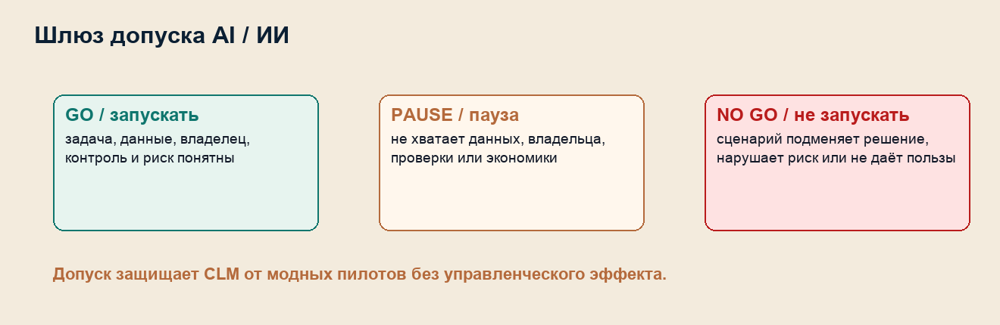 Шлюз допуска AI / ИИ
GO / запускать
задача, данные, владелец,
контроль и риск понятны
PAUSE / пауза
не хватает данных, владельца,
проверки или экономики
NO GO / не запускать
сценарий подменяет решение,
нарушает риск или не даёт пользы
Допуск защищает CLM от модных пилотов без управленческого эффекта.